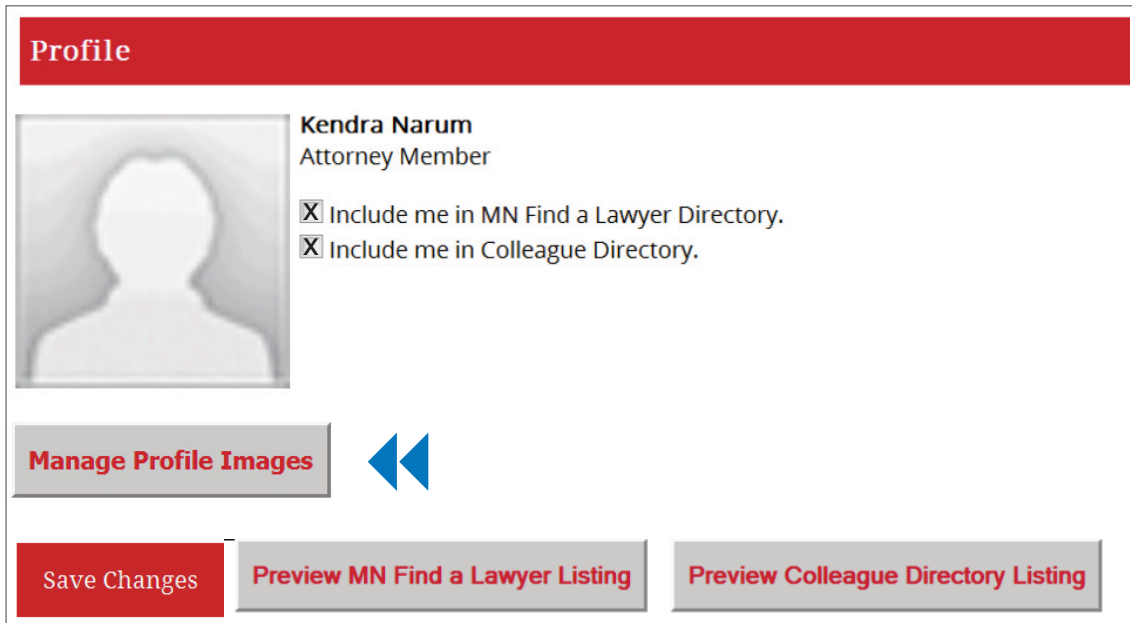 Profile
Kendra Narum
Attorney Member
X Include me in MN Find a Lawyer Directory.
X Include me in Colleague Directory.
Manage Profile Images
Save Changes
Preview MN Find a Lawyer Listing
Preview Colleague Directory Listing